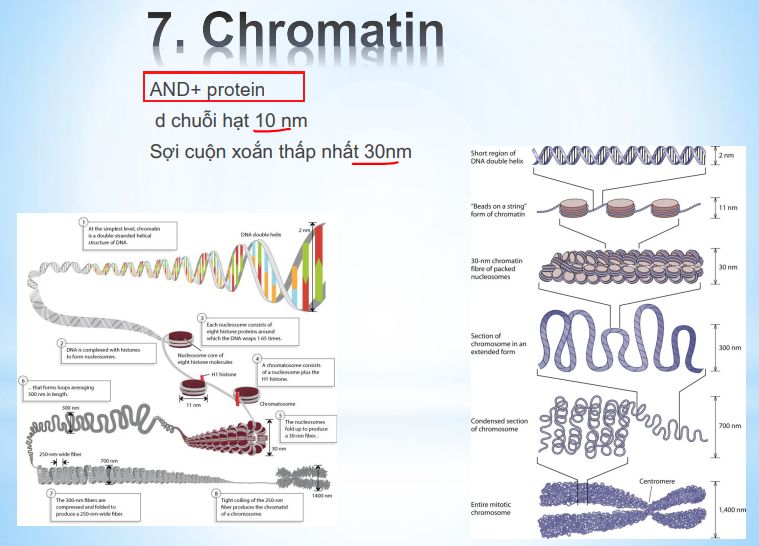 7. Chromatin
AND+ protein
d chuỗi hạt 10 nm
Sợi cuộn xoắn thấp nhất 30nm
1
At the simplest level, chromatin
is a double-stranded helical
structure of DNA.
DNA double helix
2 nm
3
Each nucleosome consists of
eight histone proteins around
which the DNA wraps 1.65 times.
2
DNA is complexed with histones
to form nucleosomes.
Nucleosome core of
eight histone molecules
H1 histone
4
A chromatosome consists
of a nucleosome plus the
H1 histone.
6
... that forms loops averaging
300 nm in length.
300 nm
11 nm
Chromatosome
5
The nucleosomes
fold up to produce
a 30-nm fiber...
30 nm
250-nm-wide fiber
700 nm
1400 nm
7
The 300-nm fibers are
compressed and folded to
produce a 250-nm-wide fiber.
8
Tight coiling of the 250-nm
fiber produces the chromatid
of a chromosome.
Short region of
DNA double helix
2 nm
"Beads on a string"
form of chromatin
11 nm
30-nm chromatin
fibre of packed
nucleosomes
30 nm
Section of
chromosome in an
extended form
300 nm
Condensed section
of chromosome
700 nm
Centromere
Entire mitotic
chromosome
1,400 nm